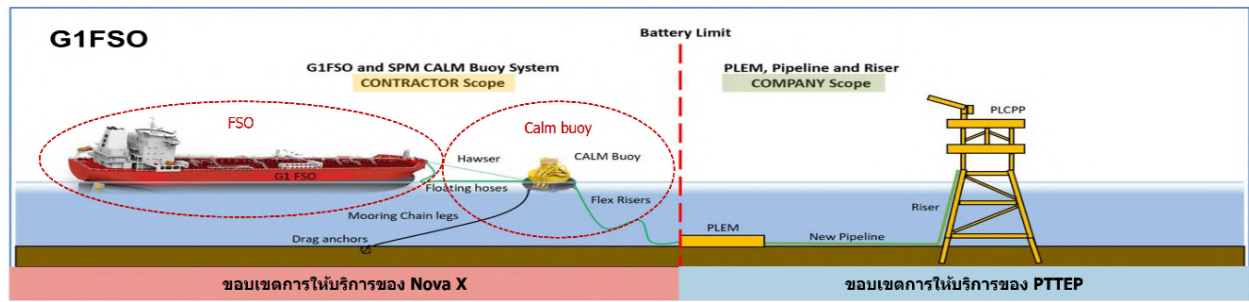 G1FSO
Battery Limit
G1FSO and SPM CALM Buoy System
CONTRACTOR Scope
PLEM, Pipeline and Riser
COMPANY Scope
PLCPP
FSO
Calm buoy
Hawser
CALM Buoy
G1 FSO
Floating hoses
Flex Risers
Mooring Chain legs
Riser
Drag anchors
PLEM
New Pipeline
ขอบเขตการให้บริการของ Nova X
ขอบเขตการให้บริการของ PTTEP